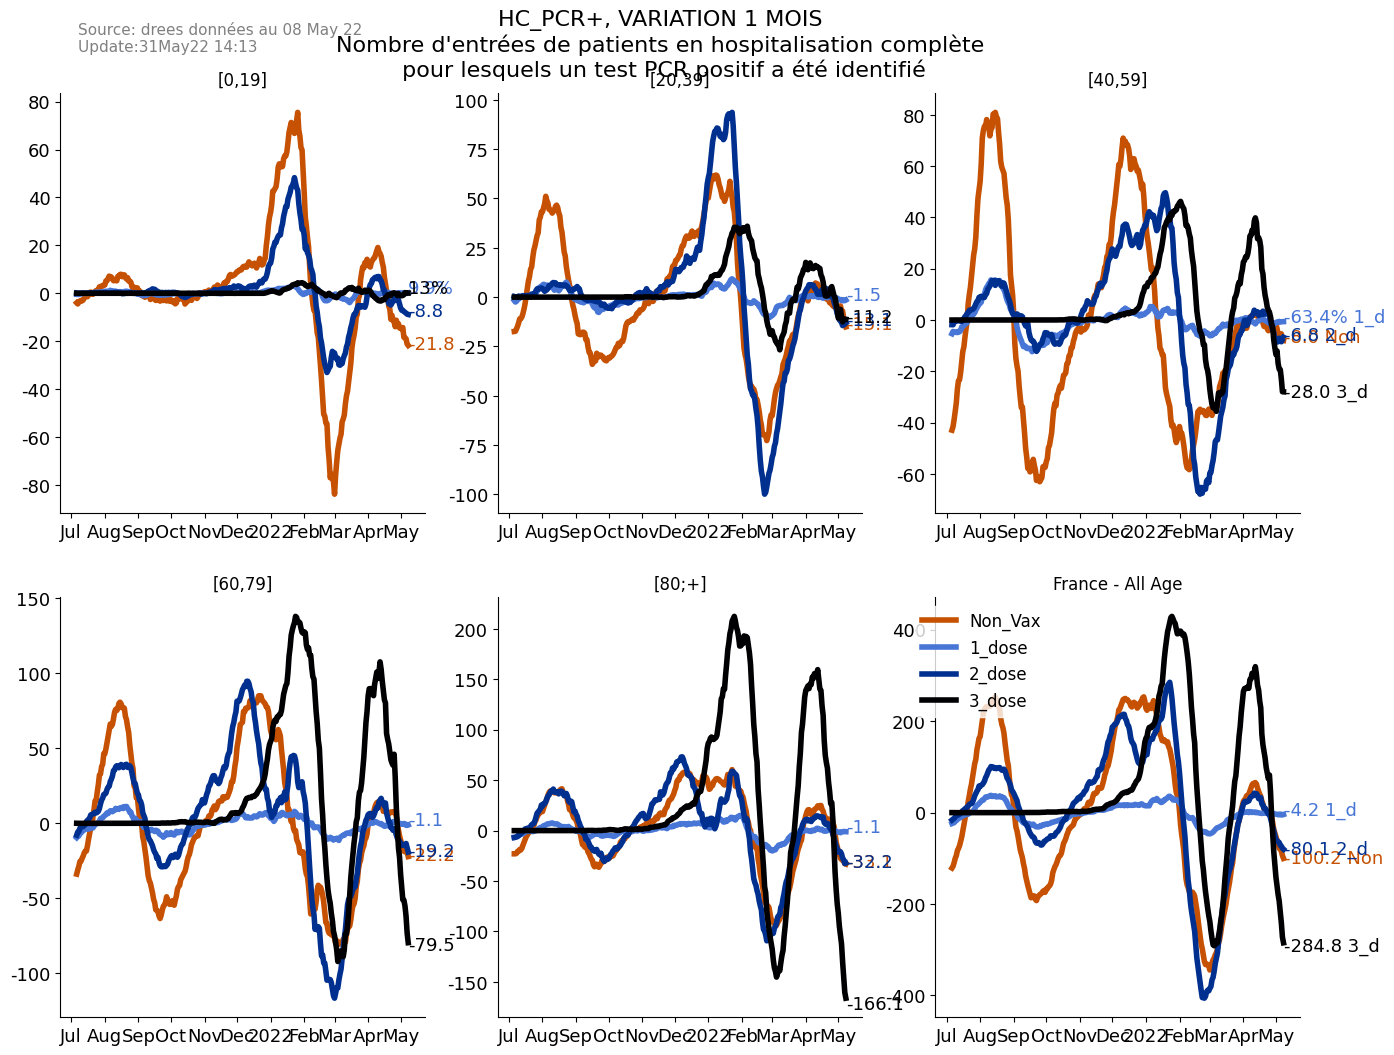 HC_PCR+, VARIATION 1 MOIS
Source: drees données au 08 May 22
Nombre d'entrées de patients en hospitalisation complète
Update:31May22 14:13
pour lesquels un test PCR positif a été identifié
[0,19]
[20,39]
[40,59]
80
60
40
20
0
-20
-40
-60
-80
-8.8
-21.8
Jul Aug Sep Oct Nov Dec 2022 Feb Mar Apr May
100
75
50
25
0
-25
-50
-75
-100
-1.5
Jul Aug Sep Oct Nov Dec 2022 Feb Mar Apr May
80
60
40
20
0
-20
-40
-60
-63.4% 1_d
-28.0 3_d
Jul Aug Sep Oct Nov Dec 2022 Feb Mar Apr May
[60,79]
[80;+]
France - All Age
150
100
50
0
-50
-100
-1.1
-19.2
-79.5
Jul Aug Sep Oct Nov Dec 2022 Feb Mar Apr May
200
150
100
50
0
-50
-100
-150
-1.1
-166.1
Jul Aug Sep Oct Nov Dec 2022 Feb Mar Apr May
400
200
0
-200
-400
Non_Vax
1_dose
2_dose
3_dose
-4.2 1_d
-80.1 2_d
-100.2 Non
-284.8 3_d
Jul Aug Sep Oct Nov Dec 2022 Feb Mar Apr May